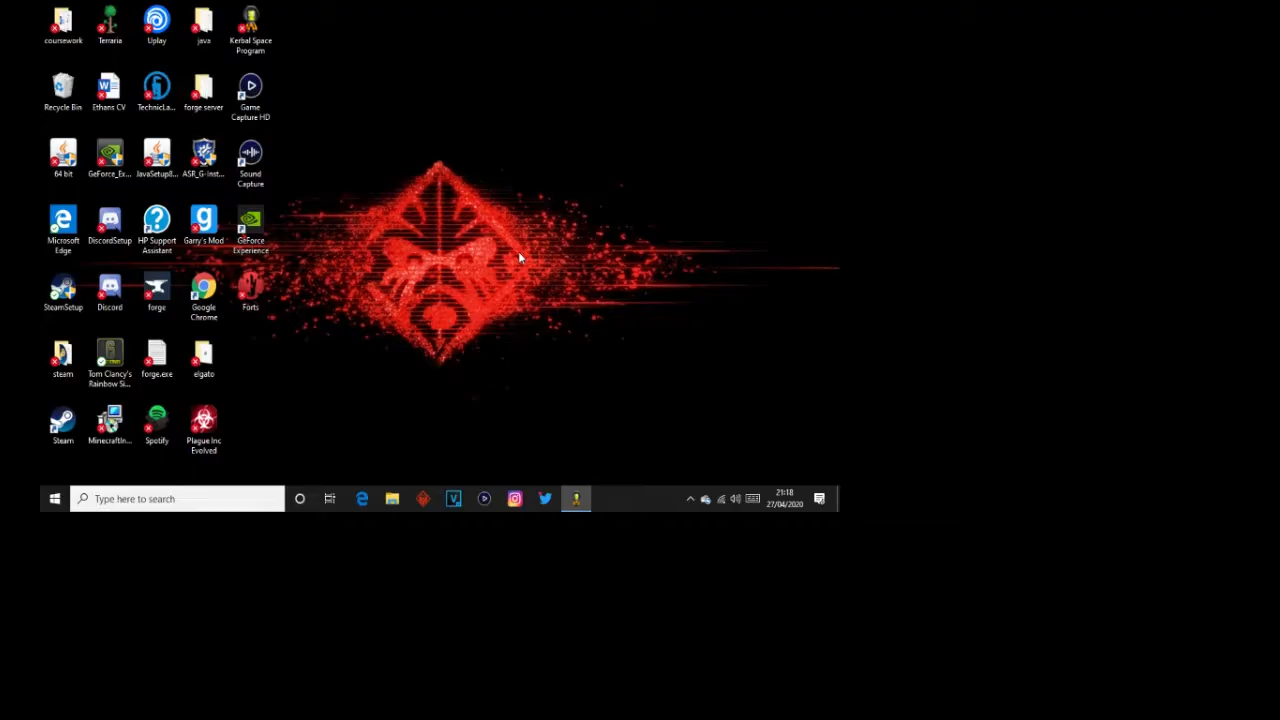 coursework
Terraria
Uplay
java
Kerbal Space
Program
Recycle Bin
Ethans CV
TechnicLa...
forge server
Game
Capture HD
64 bit
GeForce_Ex...
JavaSetup8...
ASR_G-Inst...
Sound
Capture
Microsoft
Edge
DiscordSetup
HP Support
Assistant
Garry's Mod
GeForce
Experience
SteamSetup
Discord
forge
Google
Chrome
Forts
steam
Tom Clancy's
Rainbow Si...
forge.exe
elgato
Steam
MinecraftIn...
Spotify
Plague Inc
Evolved
Type here to search
21:18
27/04/2020